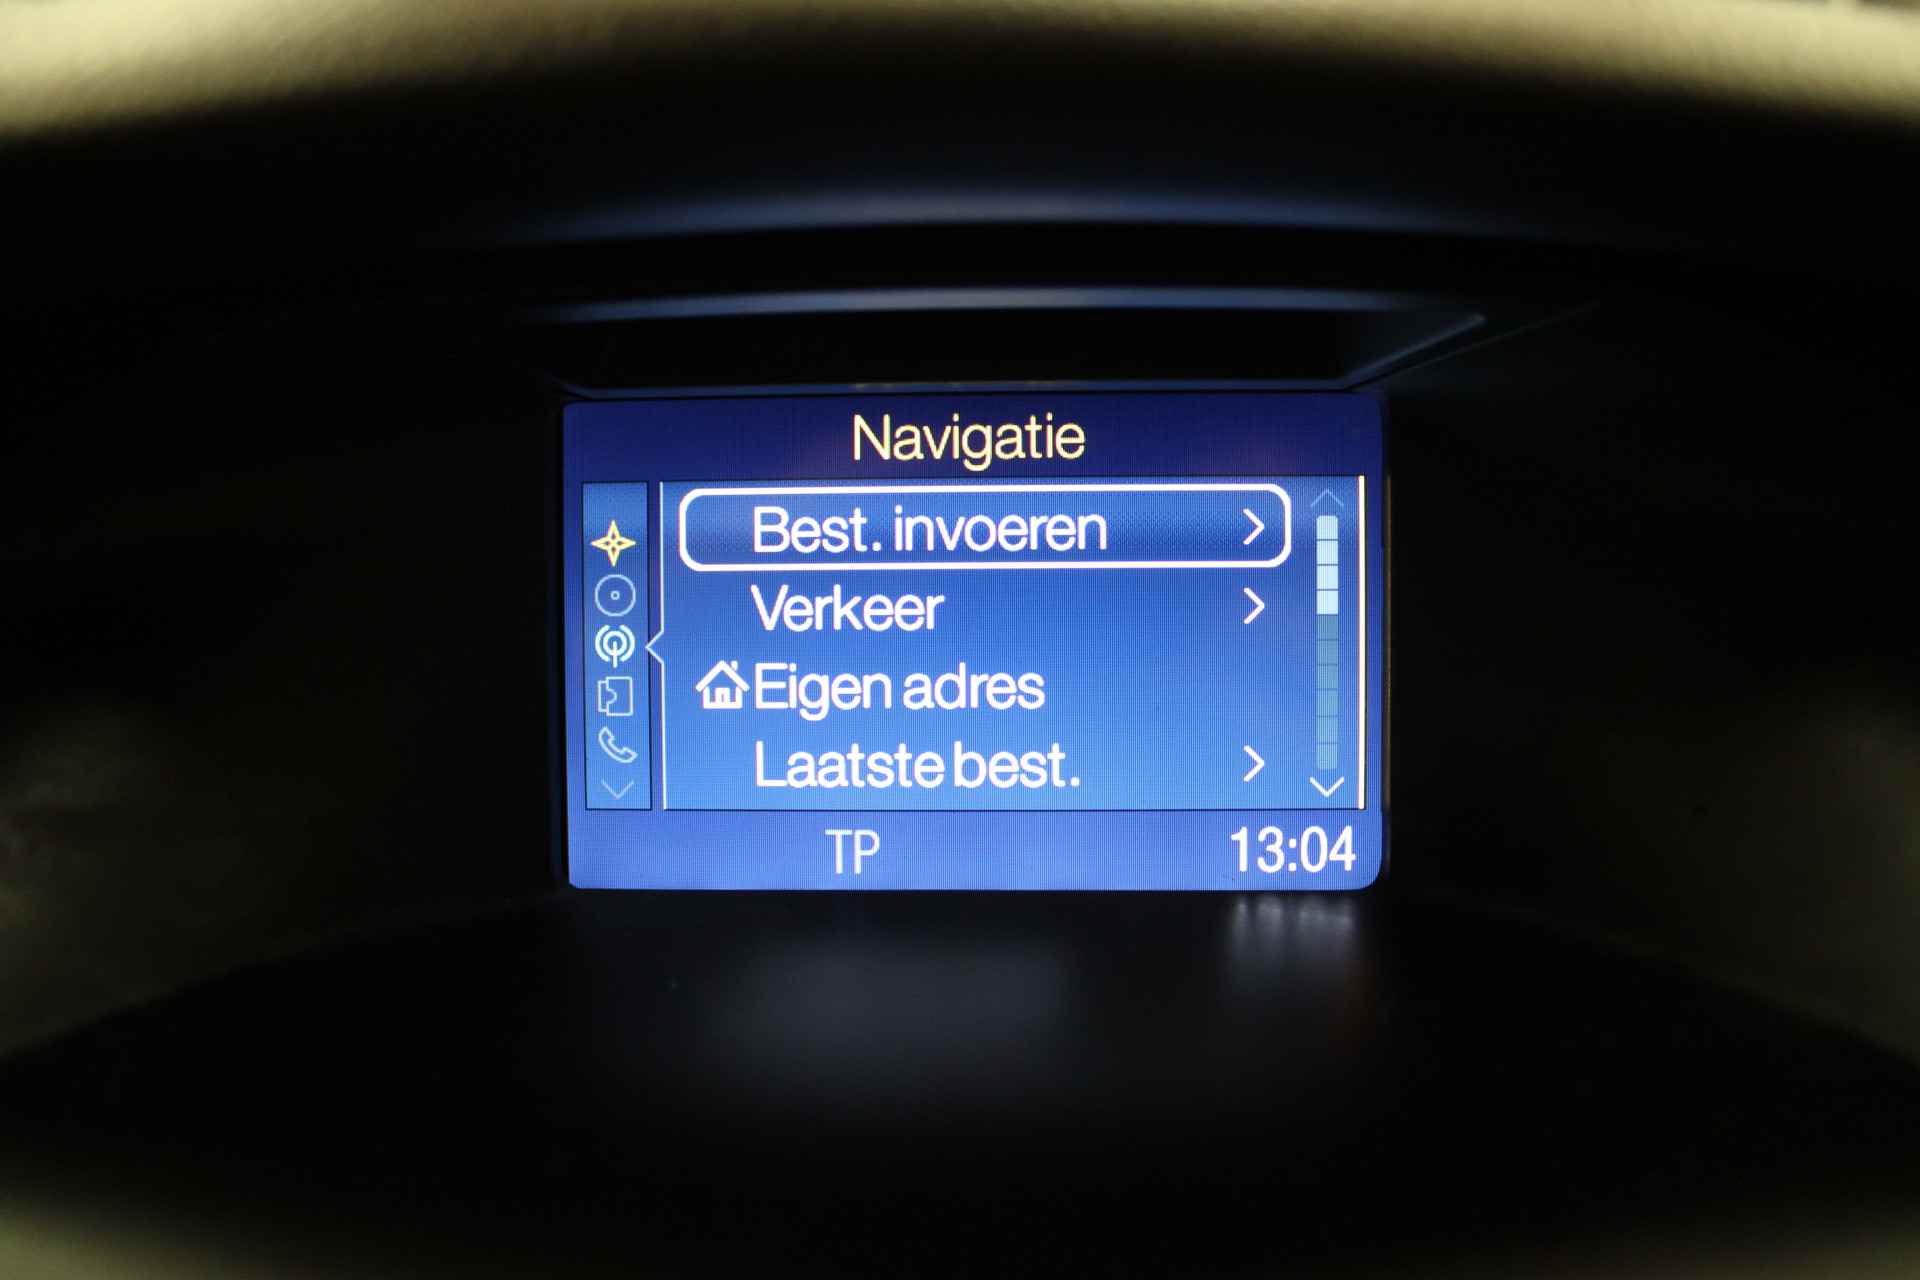 Navigatie
Best. invoeren
Verkeer
Eigen adres
Laatste best.
TP 13:04